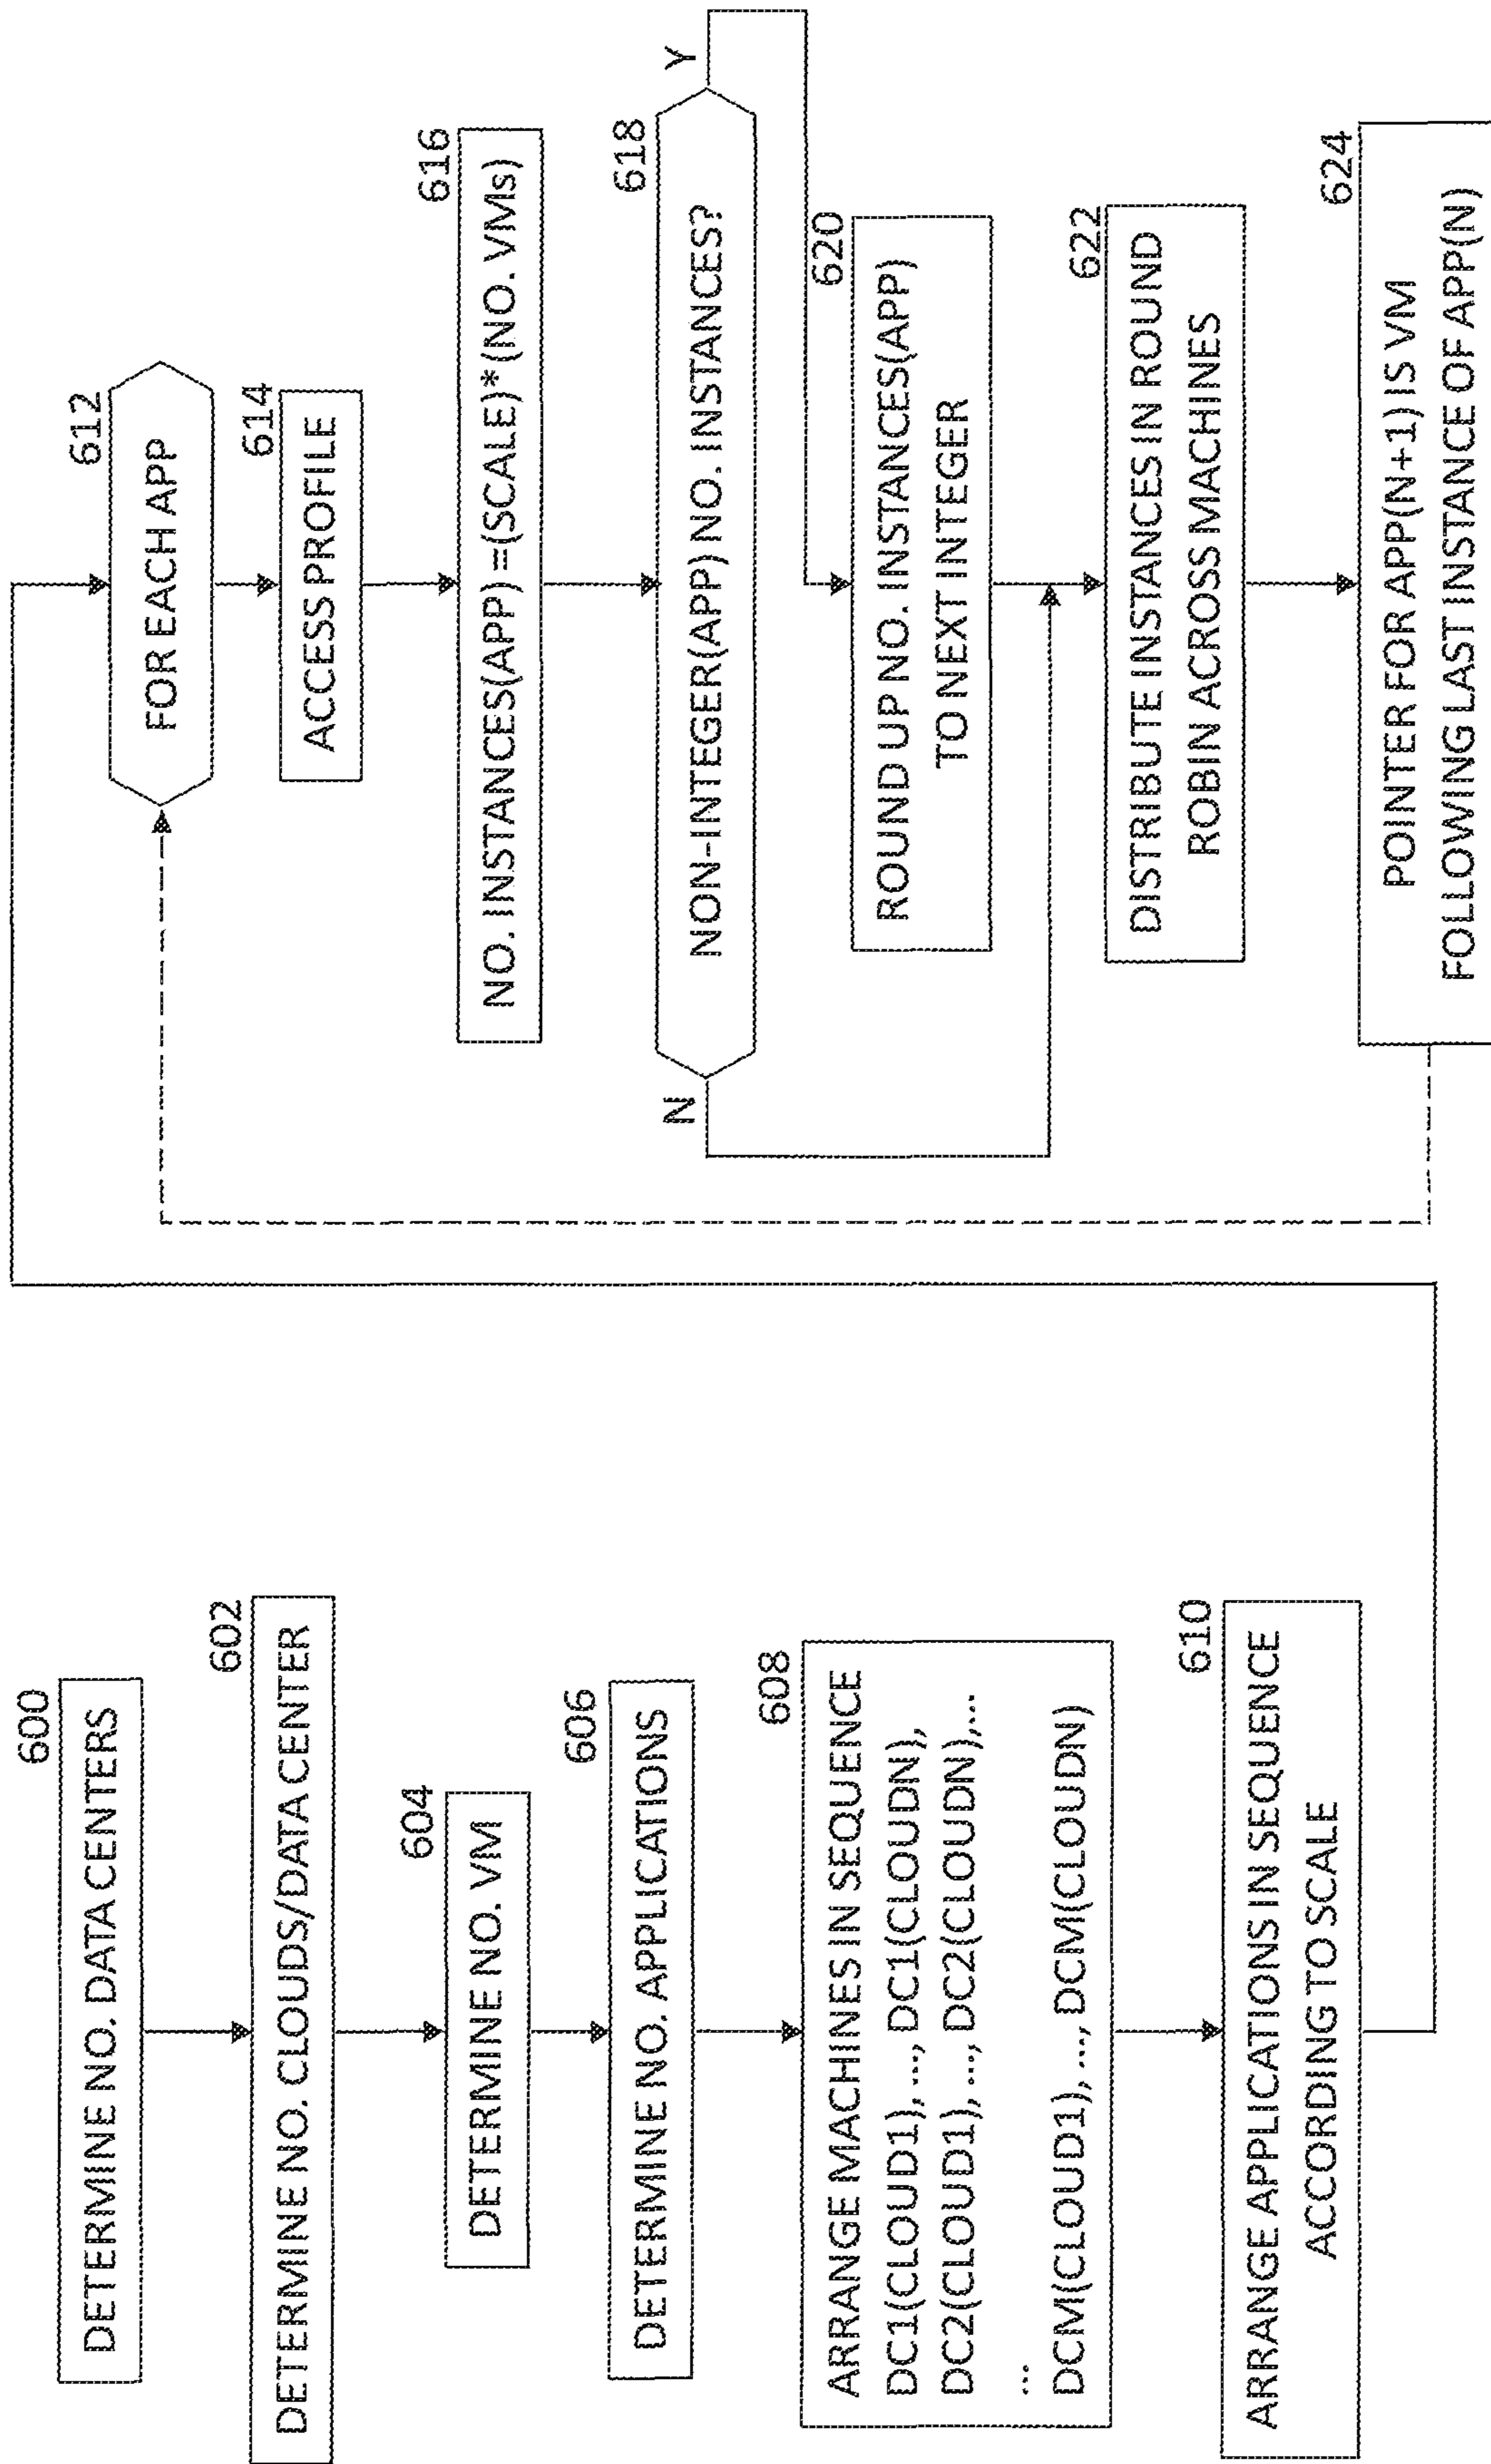 600
DETERMINE NO. DATA CENTERS
602
DETERMINE NO. CLOUDS/DATA CENTER
604
DETERMINE NO. VM
606
DETERMINE NO. APPLICATIONS
608
ARRANGE MACHINES IN SEQUENCE
DC1(CLOUD1), ..., DC1(CLOUDN),
DC2(CLOUD1), ..., DC2(CLOUDN),...
...
DCM(CLOUD1), ..., DCM(CLOUDN)
610
ARRANGE APPLICATIONS IN SEQUENCE
ACCORDING TO SCALE
612
FOR EACH APP
614
ACCESS PROFILE
616
NO. INSTANCES(APP) =(SCALE)*(NO. VMs)
618
NON-INTEGER(APP) NO. INSTANCES?
N
Y
620
ROUND UP NO. INSTANCES(APP)
TO NEXT INTEGER
622
DISTRIBUTE INSTANCES IN ROUND
ROBIN ACROSS MACHINES
624
POINTER FOR APP(N+1) IS VM
FOLLOWING LAST INSTANCE OF APP(N)